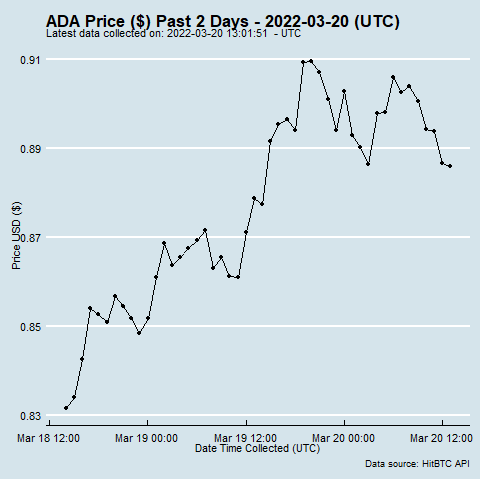 ADA Price ($) Past 2 Days - 2022-03-20 (UTC)
Latest data collected on: 2022-03-20 13:01:51  - UTC
0.91
0.89
0.87
0.85
0.83
Price USD ($)
Mar 18 12:00 Mar 19 00:00 Mar 19 12:00 Mar 20 00:00 Mar 20 12:00
Date Time Collected (UTC)
Data source: HitBTC API